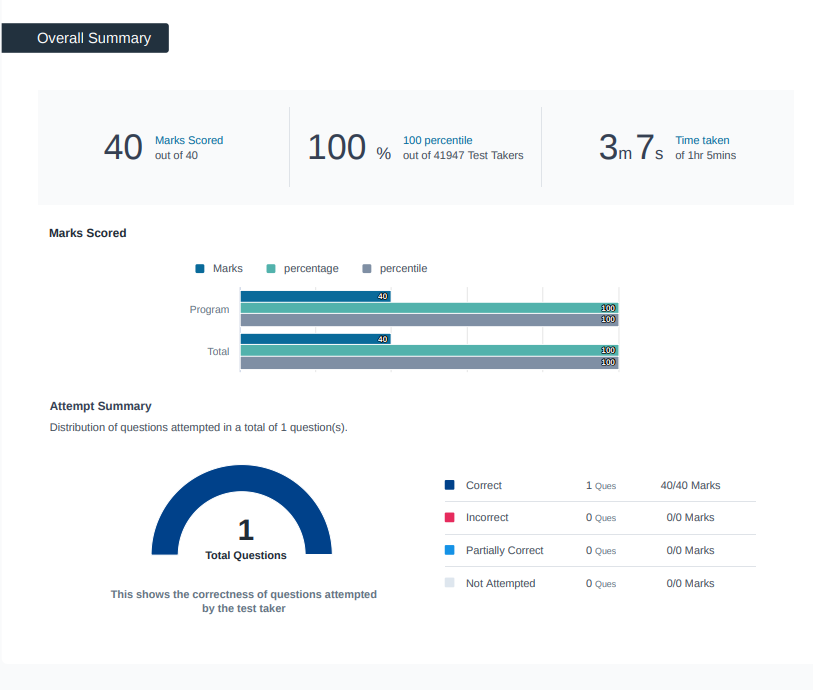 Overall Summary
40 Marks Scored
out of 40
100 % 100 percentile
out of 41947 Test Takers
3m 7s Time taken
of 1hr 5mins
Marks Scored
Marks percentage percentile
Program 40
100
100
Total 40
100
100
Attempt Summary
Distribution of questions attempted in a total of 1 question(s).
1
Total Questions
This shows the correctness of questions attempted
by the test taker
Correct 1 Ques 40/40 Marks
Incorrect 0 Ques 0/0 Marks
Partially Correct 0 Ques 0/0 Marks
Not Attempted 0 Ques 0/0 Marks